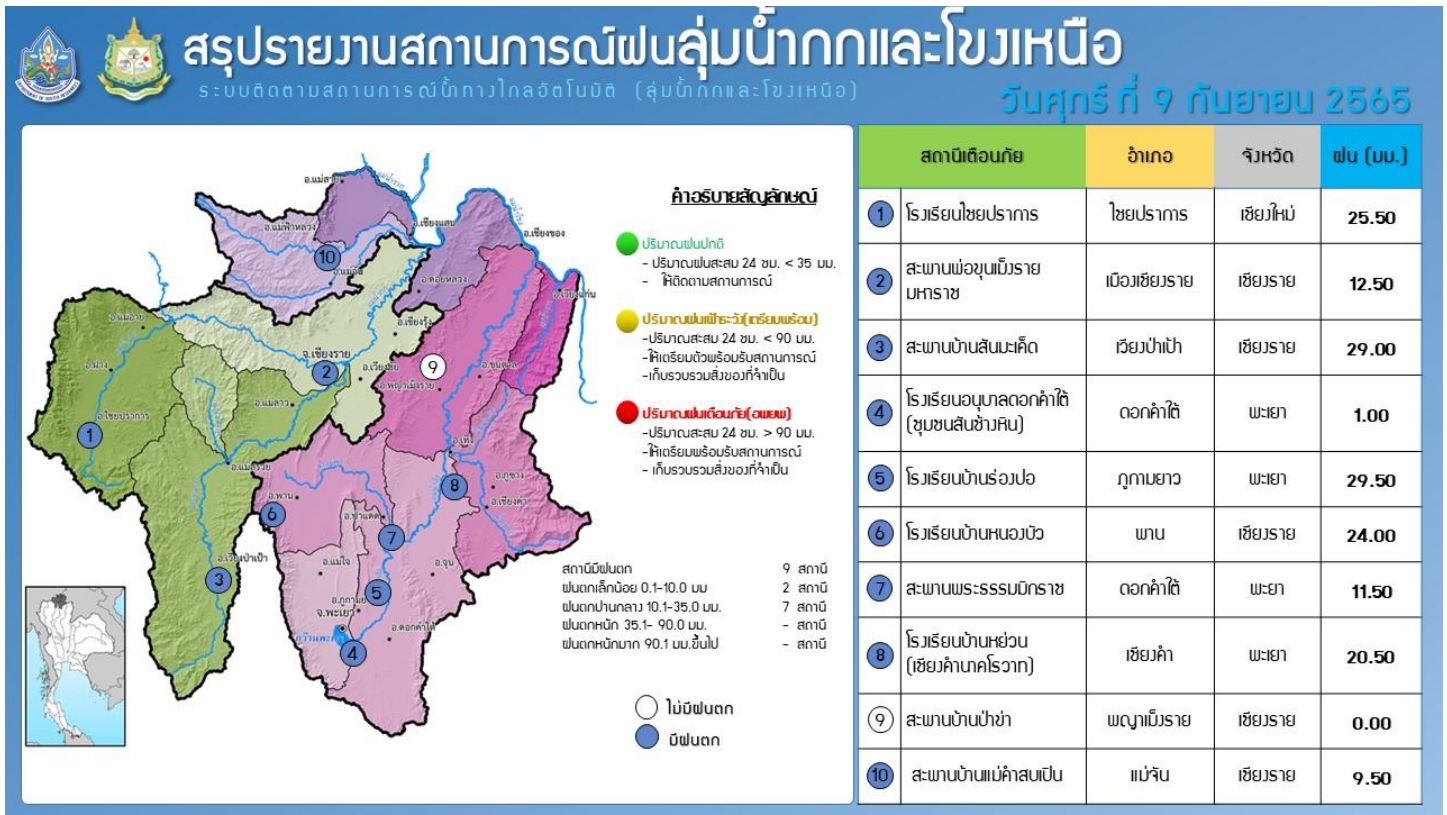 สรุปรายงานสถานการณ์ฝนลุ่มน้ำกกและโขงเหนือ
ระบบติดตามสถานการณ์น้ำทางไกลอัตโนมัติ (ลุ่มน้ำกกและโขงเหนือ)
วันศุกร์ ที่ 9 กันยายน 2565
อ.แม่สาย
อ.แม่ฟ้าหลวง
อ.เชียงแสน
อ.เชียงของ
10
อ.ดอยหลวง
อ.เวียงแก่น
อ.แม่อาย
อ.เชียงรุ้ง
อ.ฝาง
จ.เชียงราย
2
อ.พญาเม็งราย
9
อ.ขุนตาล
อ.ไชยปราการ
1
อ.แม่ลาว
อ.แม่สรวย
อ.เทิง
8
อ.ภูซาง
อ.เชียงคำ
อ.พาน
6
อ.ป่าแดด
7
อ.เวียงป่าเป้า
3
อ.แม่ใจ
อ.จุน
5
จ.พะเยา
อ.ดอกคำใต้
4
คำอธิบายสัญลักษณ์
ปริมาณฝนปกติ
- ปริมาณฝนสะสม 24 ชม. < 35 มม.
- ให้ติดตามสถานการณ์
ปริมาณฝนเฝ้าระวัง(เตรียมพร้อม)
-ปริมาณสะสม 24 ชม. < 90 มม.
-ให้เตรียมตัวพร้อมรับสถานการณ์
-เก็บรวบรวมสิ่งของที่จำเป็น
ปริมาณฝนเตือนภัย(อพยพ)
-ปริมาณสะสม 24 ชม. > 90 มม.
-ให้เตรียมพร้อมรับสถานการณ์
- เก็บรวบรวมสิ่งของที่จำเป็น
สถานีมีฝนตก 9 สถานี
ฝนตกเล็กน้อย 0.1-10.0 มม 2 สถานี
ฝนตกปานกลาง 10.1-35.0 มม. 7 สถานี
ฝนตกหนัก 35.1- 90.0 มม. - สถานี
ฝนตกหนักมาก 90.1 มม.ขึ้นไป - สถานี
ไม่มีฝนตก
มีฝนตก
สถานีเตือนภัย อำเภอ จังหวัด ฝน (มม.)
1 โรงเรียนไชยปราการ ไชยปราการ เชียงใหม่ 25.50
2 สะพานพ่อขุนเม็งราย เมืองเชียงราย เชียงราย 12.50
มหาราช
3 สะพานบ้านสันมะเค็ด เวียงป่าเป้า เชียงราย 29.00
4 โรงเรียนอนุบาลดอกคำใต้ ดอกคำใต้ พะเยา 1.00
(ชุมชนสันช้างหิน)
5 โรงเรียนบ้านร่องปอ ภูกามยาว พะเยา 29.50
6 โรงเรียนบ้านหนองบัว พาน เชียงราย 24.00
7 สะพานพระธรรมมิกราช ดอกคำใต้ พะเยา 11.50
8 โรงเรียนบ้านหย่วน เชียงคำ พะเยา 20.50
(เชียงคำนาคโรวาท)
9 สะพานบ้านป่าข่า พญาเม็งราย เชียงราย 0.00
10 สะพานบ้านแม่คำสบเปิน แม่จัน เชียงราย 9.50